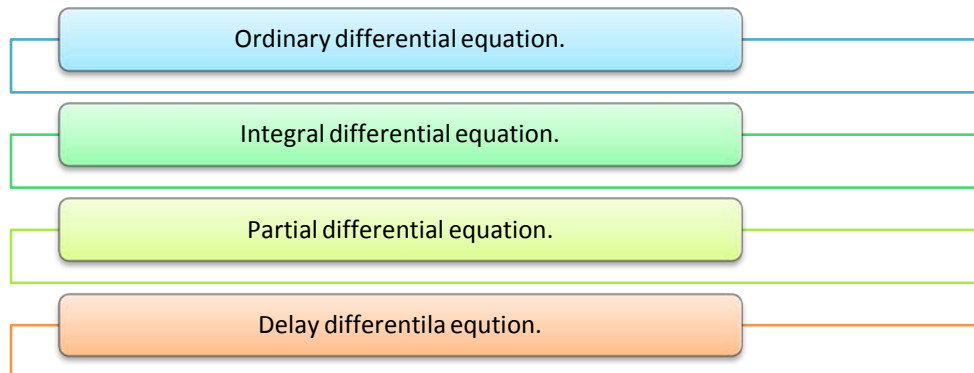 Ordinary differential equation.
Integral differential equation.
Partial differential equation.
Delay differentila eqution.